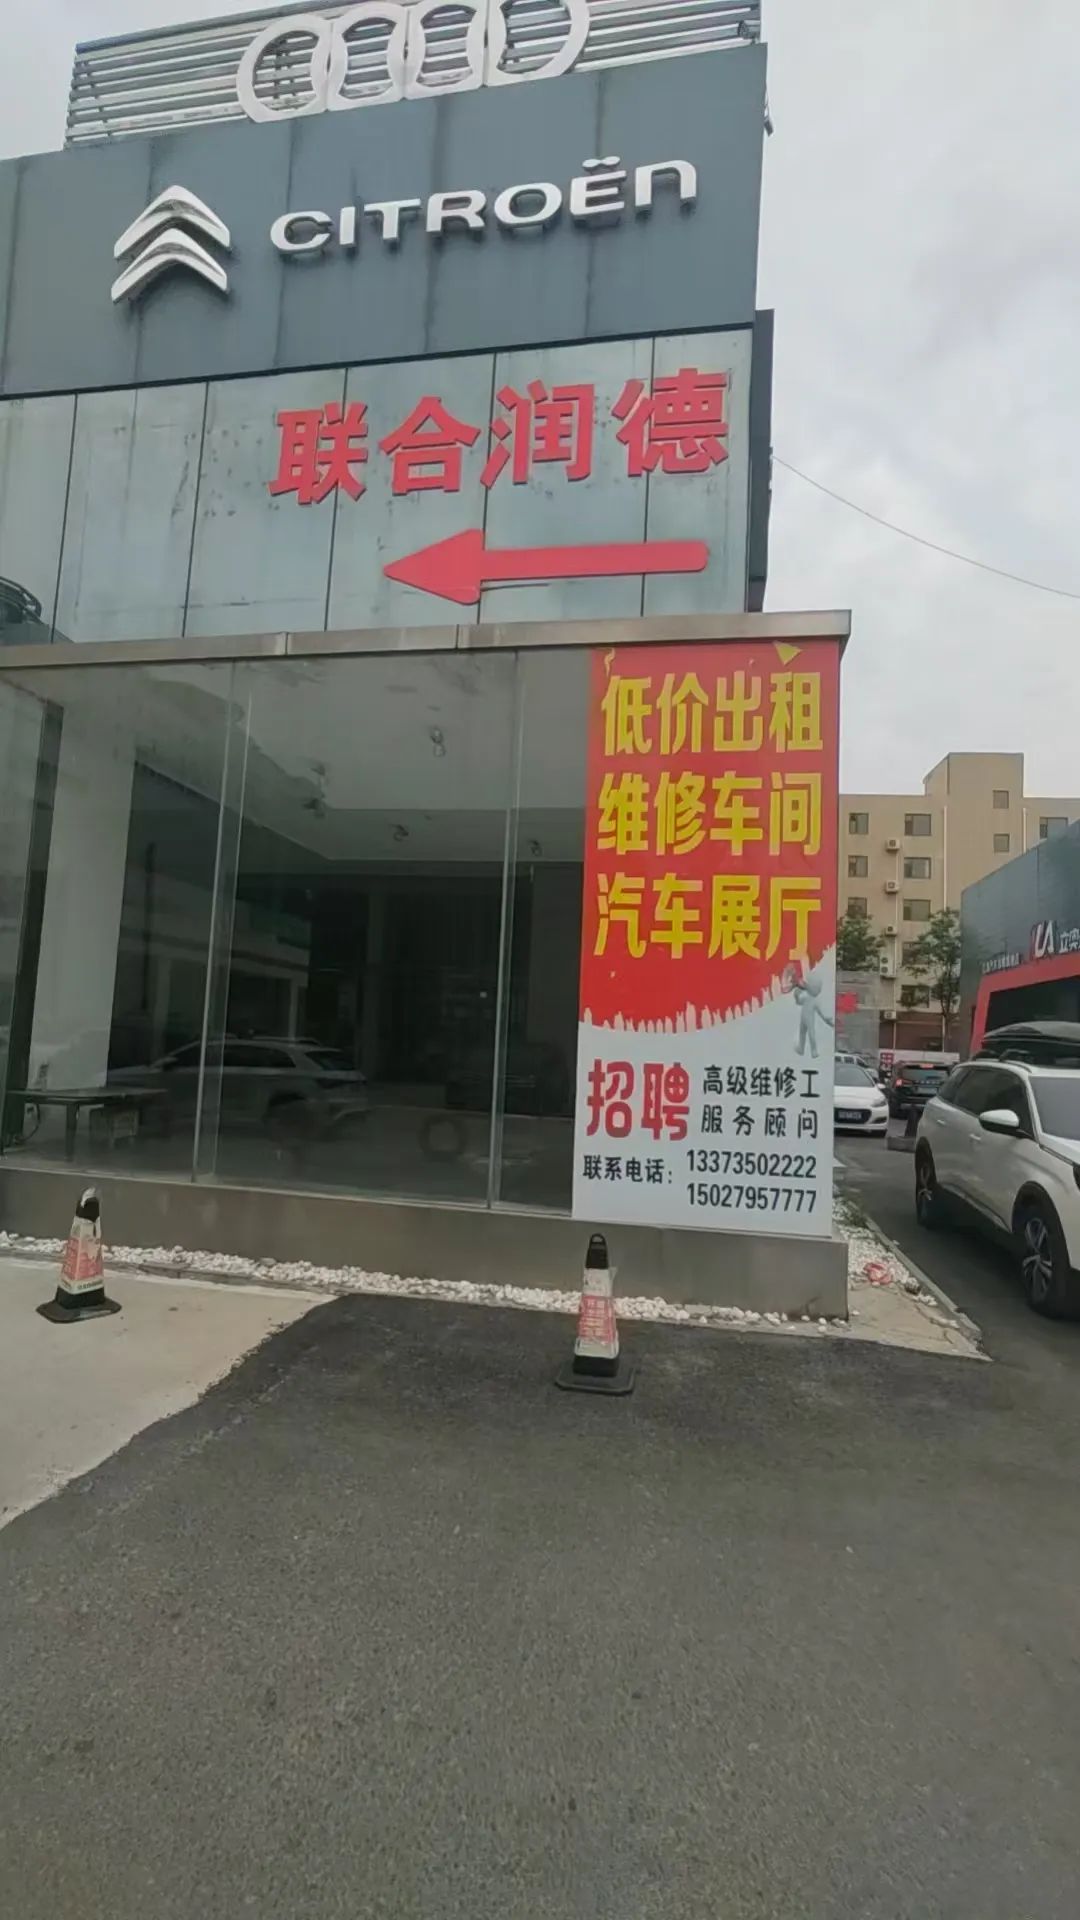 CITROËN
联合润德
低价出租
维修车间
汽车展厅
招聘 高级维修工
服务顾问
联系电话：13373502222
15027957777